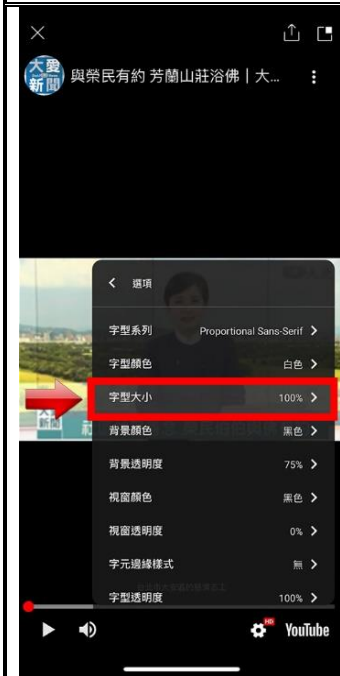 大愛
新聞
與榮民有約 芳蘭山莊浴佛｜大...
選項
字型系列 Proportional Sans-Serif
字型顏色 白色
字型大小 100%
背景顏色 黑色
背景透明度 75%
視窗顏色 黑色
視窗透明度 0%
字元邊緣樣式 無
字型透明度 100%
HD
YouTube